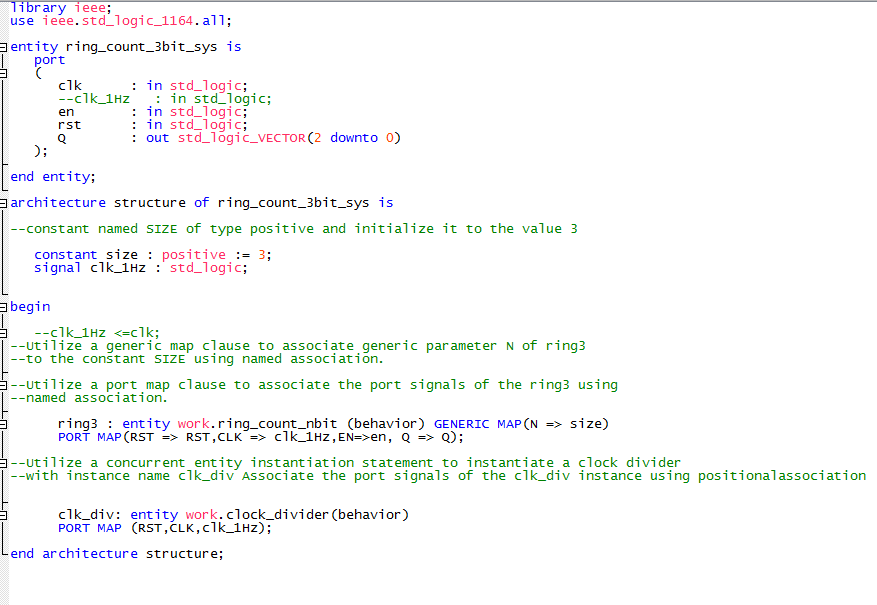 library ieee;
use ieee.std_logic_1164.all;
entity ring_count_3bit_sys is
port
(
clk : in std_logic;
--clk_1Hz : in std_logic;
en : in std_logic;
rst : in std_logic;
Q : out std_logic_VECTOR(2 downto 0)
);
end entity;
architecture structure of ring_count_3bit_sys is
--constant named SIZE of type positive and initialize it to the value 3
constant size : positive := 3;
signal clk_1Hz : std_logic;
begin
--clk_1Hz <=clk;
--Utilize a generic map clause to associate generic parameter N of ring3
--to the constant SIZE using named association.
--Utilize a port map clause to associate the port signals of the ring3 using
--named association.
ring3 : entity work.ring_count_nbit (behavior) GENERIC MAP(N => size)
PORT MAP(RST => RST,CLK => clk_1Hz,EN=>en, Q => Q);
--Utilize a concurrent entity instantiation statement to instantiate a clock divider
--with instance name clk_div Associate the port signals of the clk_div instance using positionalassociation
clk_div: entity work.clock_divider(behavior)
PORT MAP (RST,CLK,clk_1Hz);
end architecture structure;